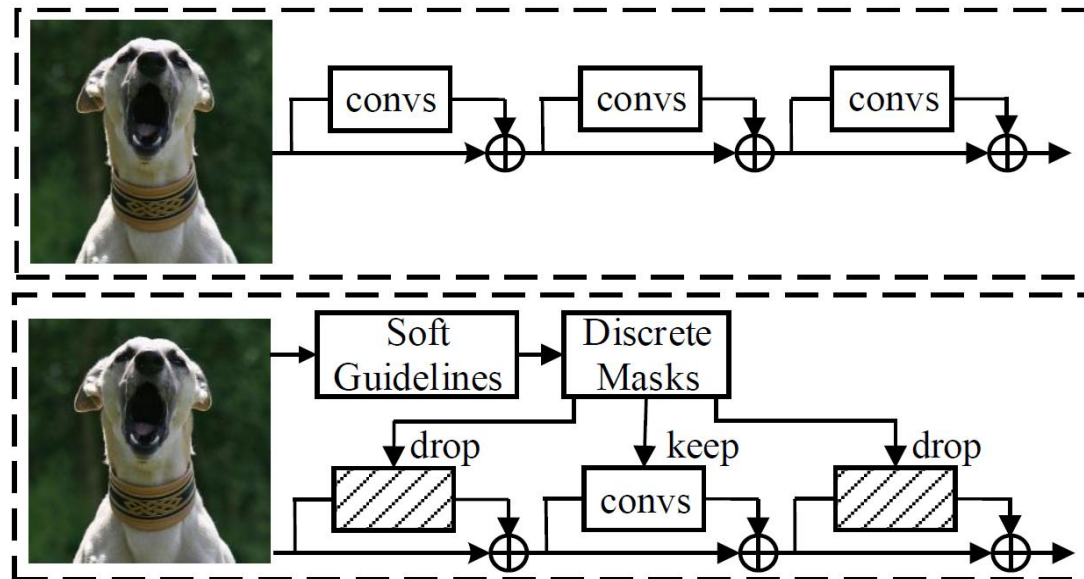 convs
convs
convs
Soft
Guidelines
Discrete
Masks
drop
keep
drop
convs